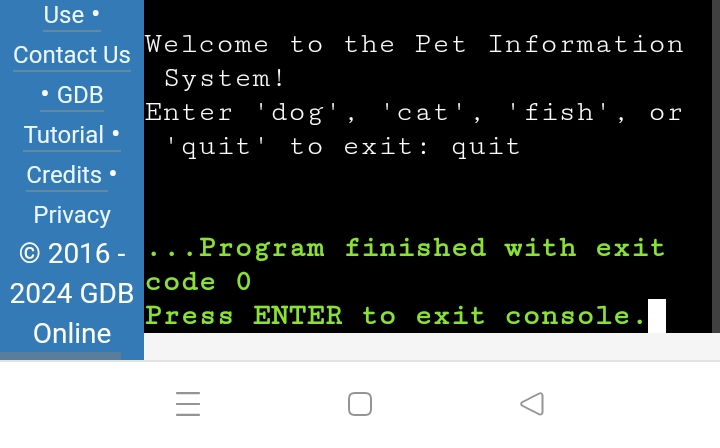 Use •
Contact Us
• GDB
Tutorial •
Credits •
Privacy
© 2016 -
2024 GDB
Online
Welcome to the Pet Information
System!
Enter 'dog', 'cat', 'fish', or
'quit' to exit: quit
...Program finished with exit
code 0
Press ENTER to exit console.